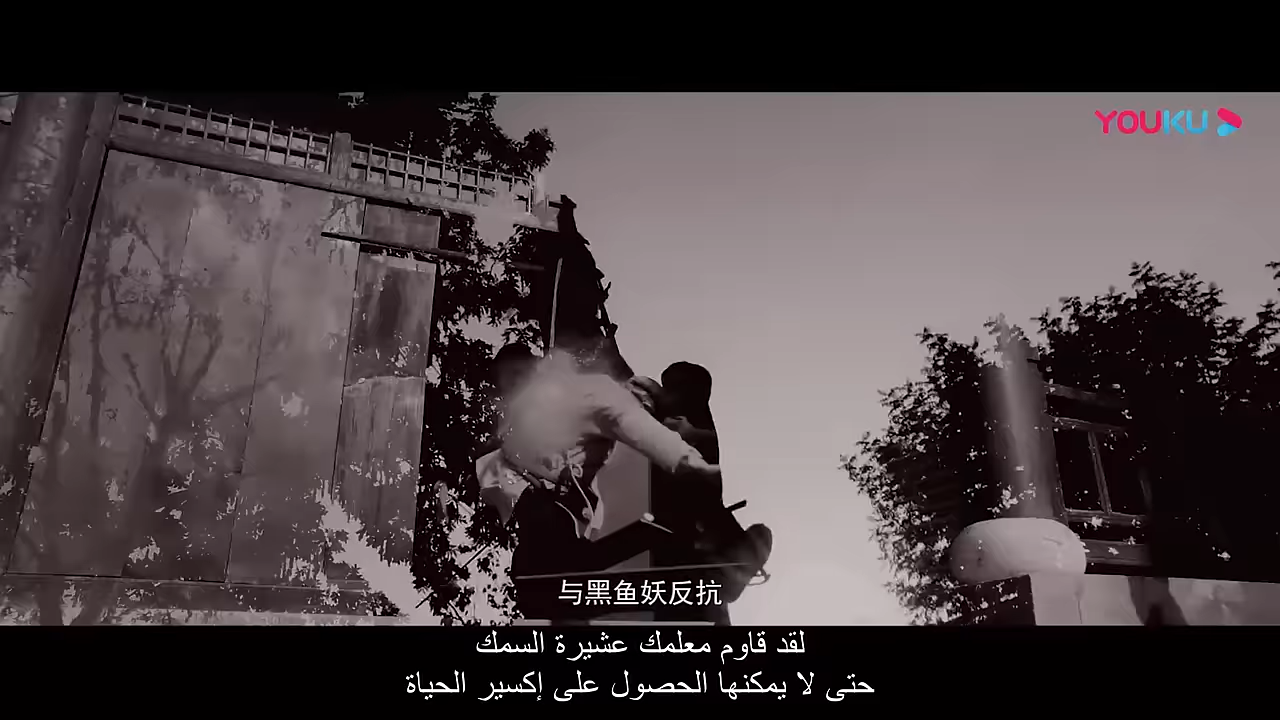 YOUKU
与黑鱼妖反抗
لقد قاوم معلمك عشيرة السمك
حتى لا يمكنها الحصول على إكسير الحياة